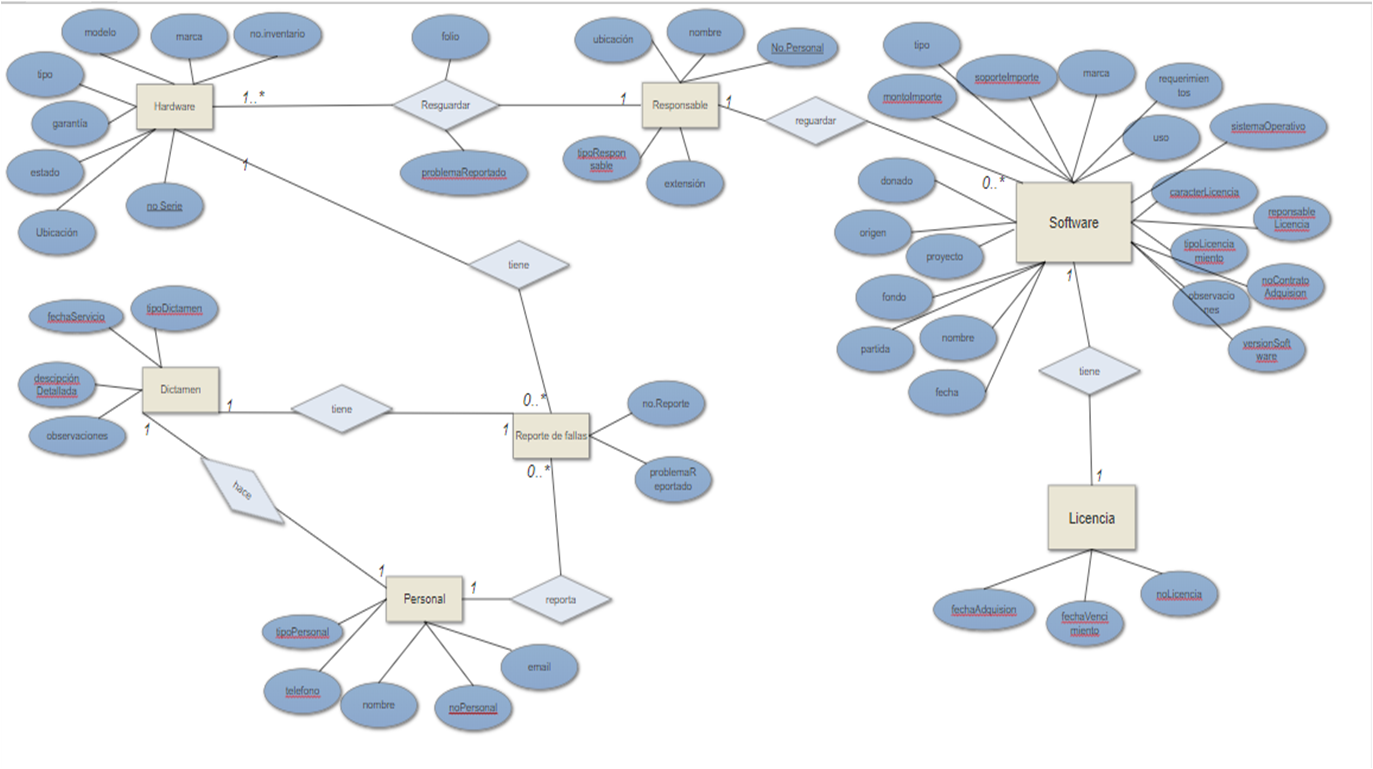 modelo
marca
no.inventario
tipo
Hardware
garantía
estado
Ubicación
no Serie
1..*
folio
Resguardar
problemaReportado
1
ubicación
nombre
No.Personal
Responsable
tipoRespon
sable
extensión
1
reguardar
0..*
tipo
soporteImporte
marca
requerimien
tos
montoImporte
uso
sistemaOperativo
donado
caracterLicencia
origen
Software
reponsable
Licencia
proyecto
tipoLicencia
miento
fondo
observacio
nes
noContrato
Adquision
partida
nombre
versionSoft
ware
fecha
1
tiene
1
Licencia
fechaAdquision
fechaVenci
miento
noLicencia
1
tiene
0..*
fechaServicio
tipoDictamen
descipción
Detallada
Dictamen
observaciones
1
tiene
1
Reporte de fallas
no.Reporte
problemaR
eportado
0..*
1
hace
1
Personal
1
reporta
tipoPersonal
telefono
nombre
noPersonal
email